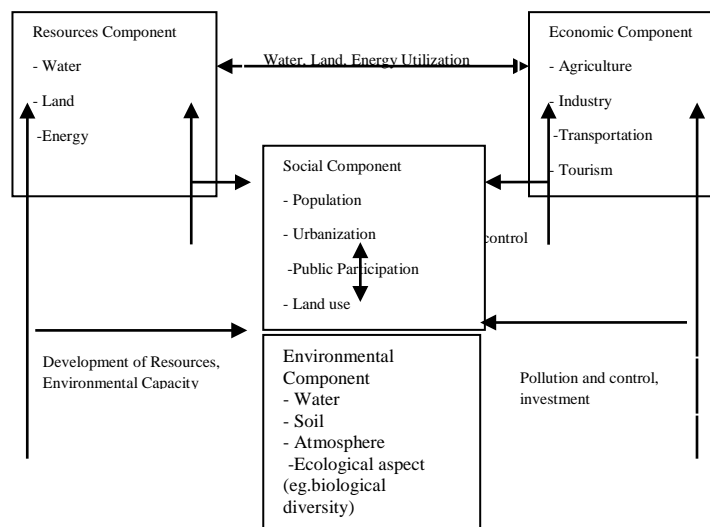 Resources Component
- Water
- Land
-Energy
Water, Land, Energy Utilization
Economic Component
- Agriculture
- Industry
-Transportation
- Tourism
Social Component
- Population
- Urbanization
-Public Participation
- Land use
control
Development of Resources,
Environmental Capacity
Environmental
Component
- Water
- Soil
- Atmosphere
-Ecological aspect
(eg.biological
diversity)
Pollution and control,
investment